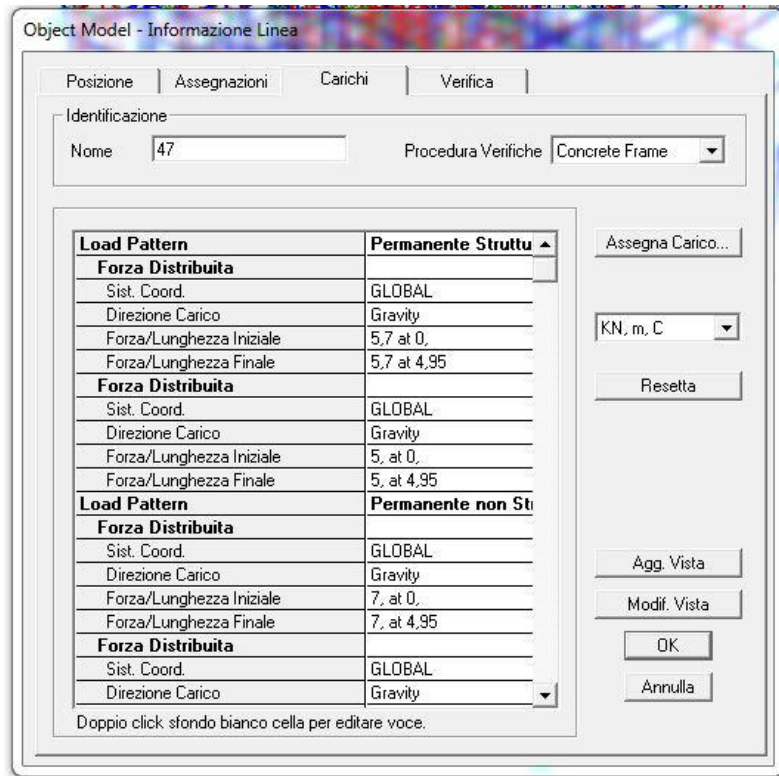 Object Model - Informazione Linea
Posizione Assegnazioni Carichi Verifica
Identificazione
Nome 47 Procedura Verifiche Concrete Frame
Load Pattern Permanente Struttu
Forza Distribuita
Sist. Coord. GLOBAL
Direzione Carico Gravity
Forza/Lunghezza Iniziale 5,7 at 0,
Forza/Lunghezza Finale 5,7 at 4,95
Forza Distribuita
Sist. Coord. GLOBAL
Direzione Carico Gravity
Forza/Lunghezza Iniziale 5, at 0,
Forza/Lunghezza Finale 5, at 4,95
Load Pattern Permanente non Str
Forza Distribuita
Sist. Coord. GLOBAL
Direzione Carico Gravity
Forza/Lunghezza Iniziale 7, at 0,
Forza/Lunghezza Finale 7, at 4,95
Forza Distribuita
Sist. Coord. GLOBAL
Direzione Carico Gravity
Doppio click sfondo bianco cella per editare voce.
Assegna Carico...
KN, m, C
Resetta
Agg. Vista
Modif. Vista
OK
Annulla